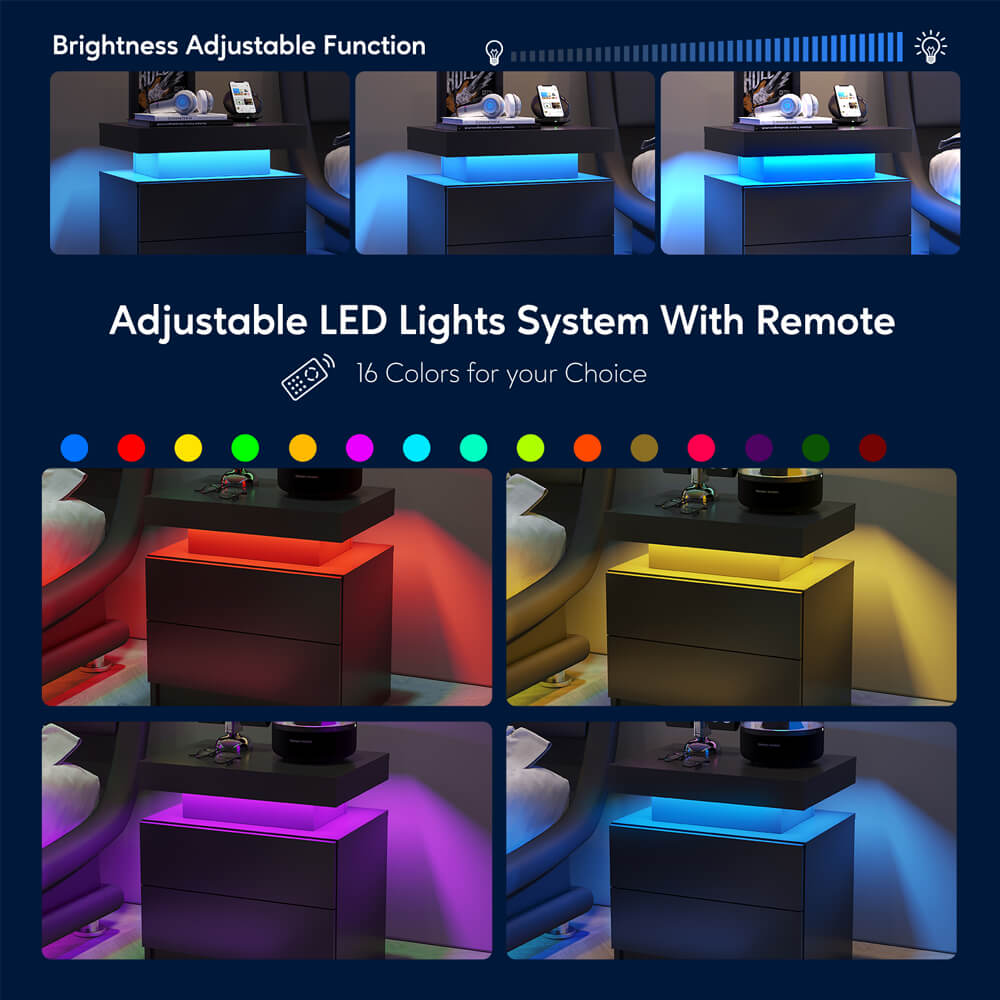 Brightness Adjustable Function
Adjustable LED Lights System With Remote
16 Colors for your Choice